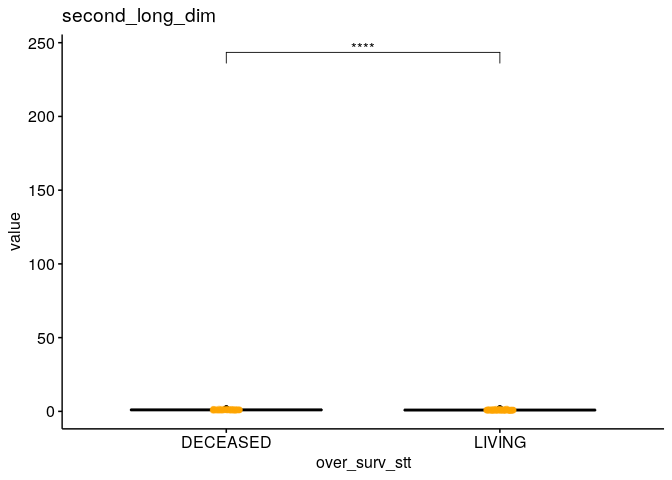 second_long_dim
250
****
200
150
value
100
50
0
DECEASED LIVING
over_surv_stt